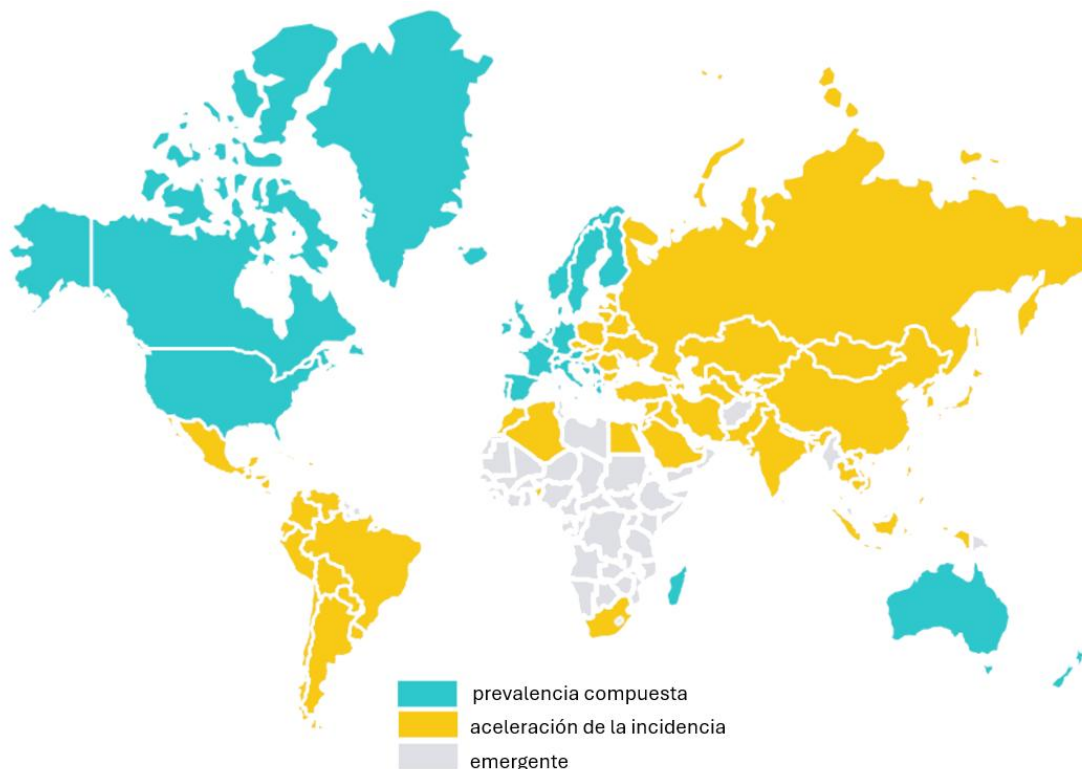 prevalencia compuesta
aceleración de la incidencia
emergente